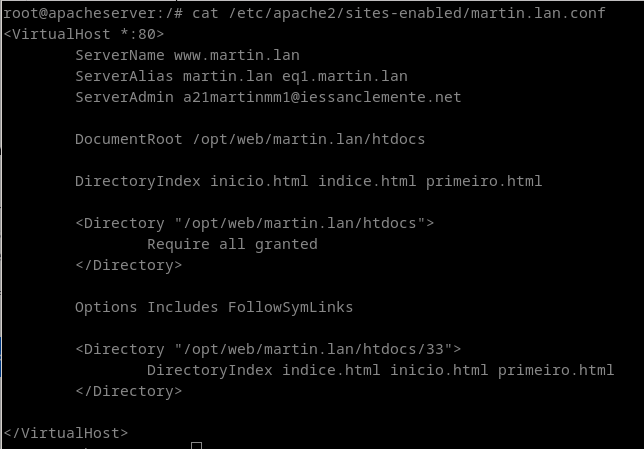 root@apacheserver:/# cat /etc/apache2/sites-enabled/martin.lan.conf
<VirtualHost *:80>
ServerName www.martin.lan
ServerAlias martin.lan eq1.martin.lan
ServerAdmin a21martinmm1@iessanclemente.net
DocumentRoot /opt/web/martin.lan/htdocs
DirectoryIndex inicio.html indice.html primeiro.html
<Directory "/opt/web/martin.lan/htdocs">
Require all granted
</Directory>
Options Includes FollowSymLinks
<Directory "/opt/web/martin.lan/htdocs/33">
DirectoryIndex indice.html inicio.html primeiro.html
</Directory>
</VirtualHost>